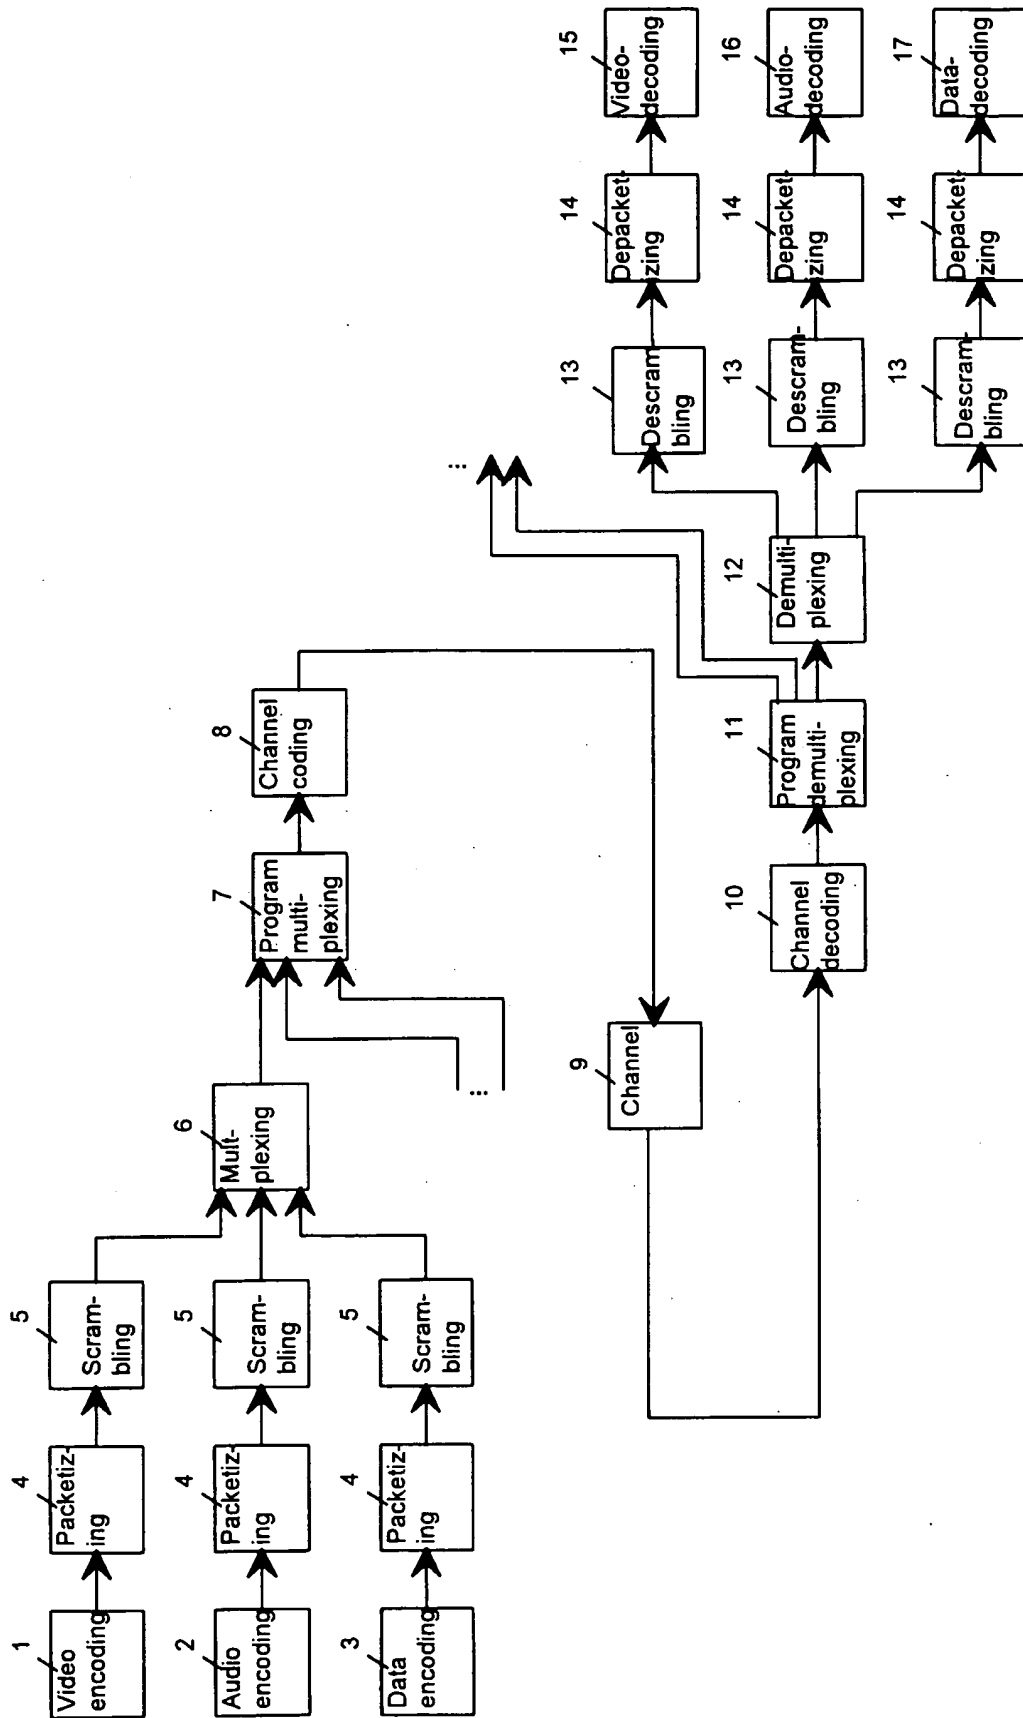 1
Video
encoding
4
Packetiz-
ing
5
Scram-
bling
2
Audio
encoding
4
Packetiz-
ing
5
Scram-
bling
3
Data
encoding
4
Packetiz-
ing
5
Scram-
bling
6
Mult-
plexing
...
7
Program
multi-
plexing
8
Channel
coding
9
Channel
10
Channel
decoding
11
Program
demulti-
plexing
...
12
Demulti-
plexing
13
Descram
bling
14
Depacket-
izing
15
Video-
decoding
13
Descram-
bling
14
Depacket-
izing
16
Audio-
decoding
13
Descram-
bling
14
Depacket-
izing
17
Data-
decoding